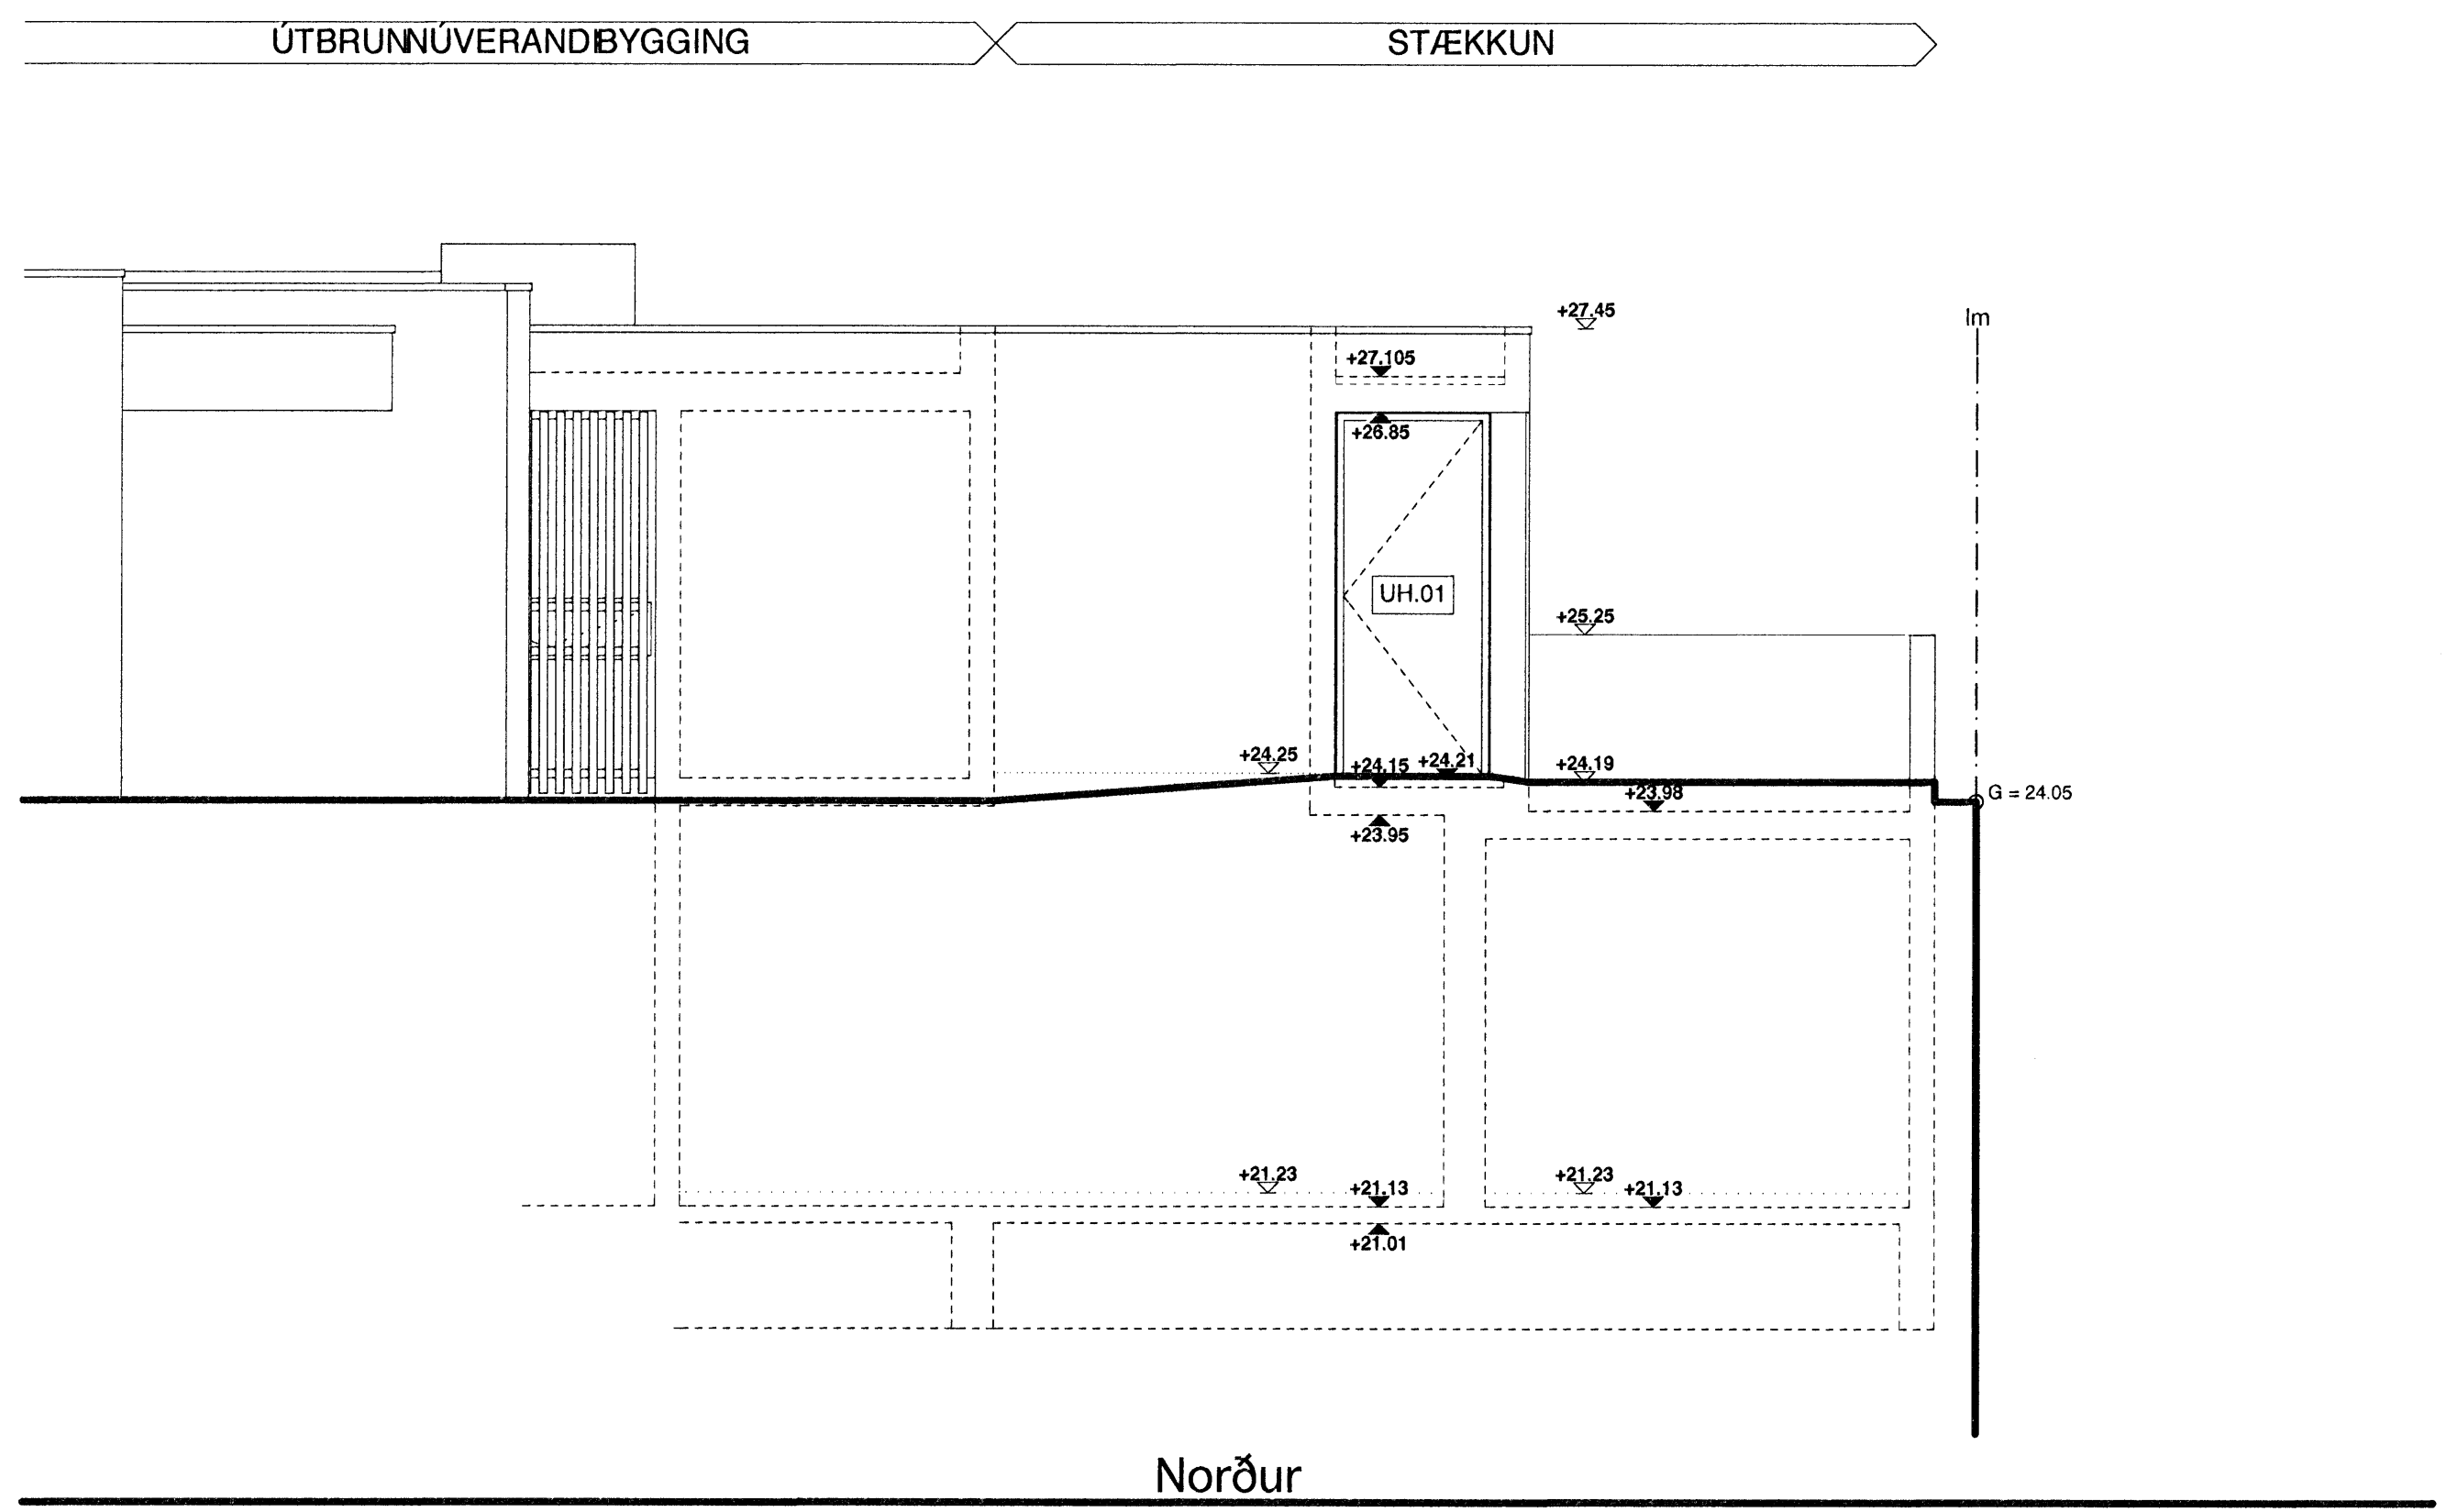 ÚTBRUNNNÚVERANDIBYGGING
STÆKKUN
+27.45
lm
+27.105
+26.85
UH.01
+25.25
+24.25
+24.15
+24.21
+24.19
+23.98
G = 24.05
+23.95
+21.23
+21.13
+21.23
+21.13
+21.01
Norður